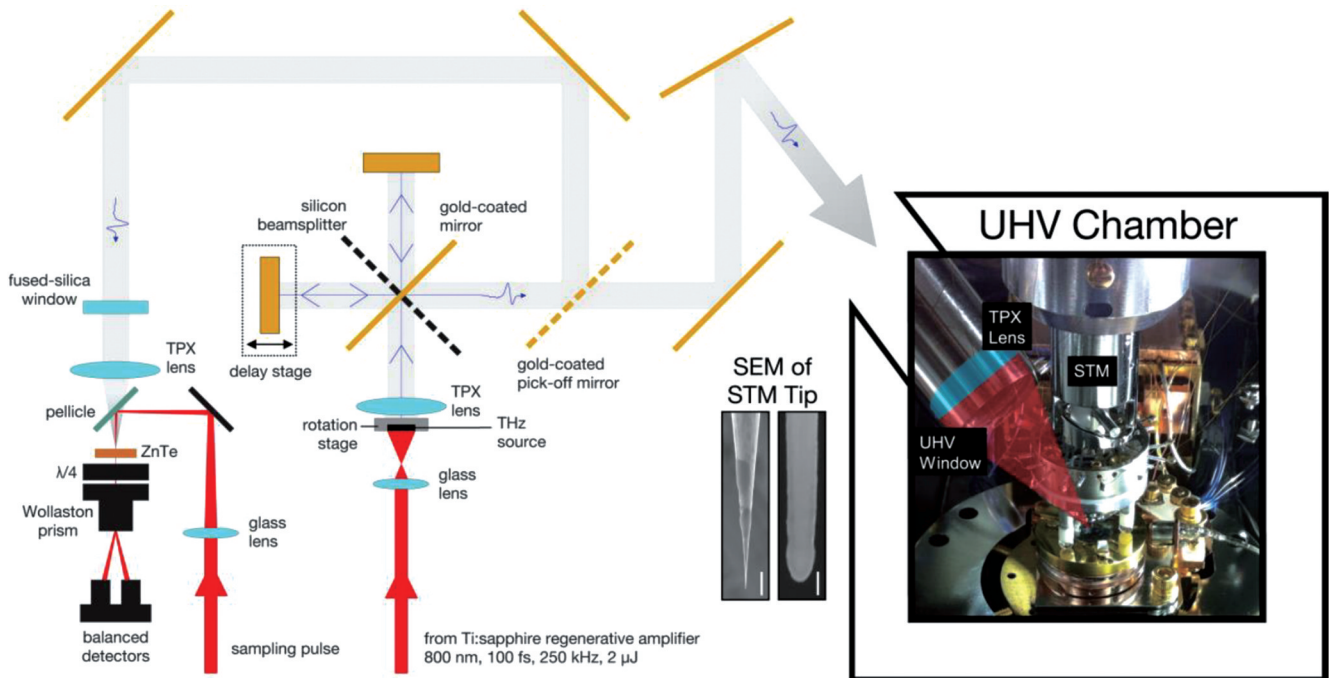 silicon
beamsplitter
gold-coated
mirror
UHV Chamber
fused-silica
window
TPX
Lens
TPX
lens
delay stage
gold-coated
pick-off mirror
STM
SEM of
STM Tip
pellicle
TPX
lens
rotation
stage
THz
source
UHV
Window
ZnTe
λ/4
glass
lens
Wollaston
prism
glass
lens
balanced
detectors
sampling pulse
from Ti:sapphire regenerative amplifier
800 nm, 100 fs, 250 kHz, 2 µJ